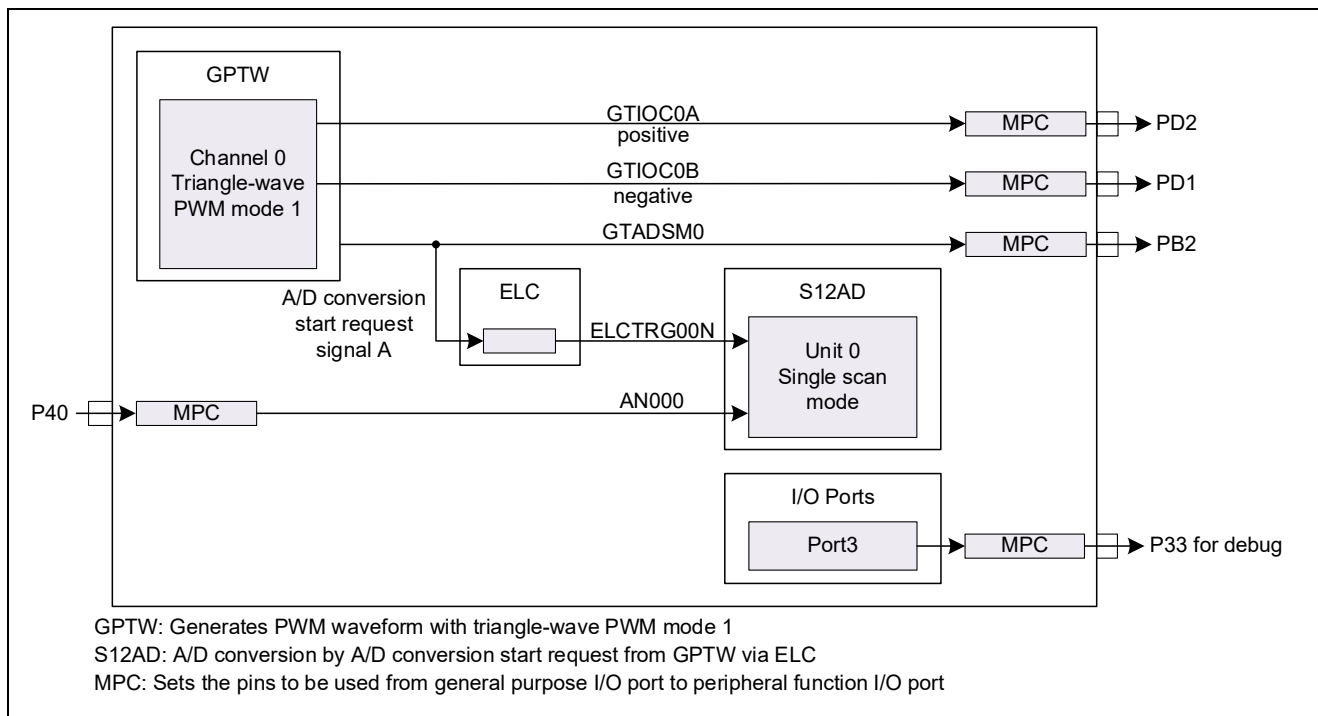 GPTW
Channel 0
Triangle-wave
PWM mode 1
GTIOC0A
positive
MPC
PD2
GTIOC0B
negative
MPC
PD1
GTADSM0
MPC
PB2
A/D conversion
start request
signal A
ELC
ELCTRG00N
S12AD
Unit 0
Single scan
mode
P40
MPC
AN000
I/O Ports
Port3
MPC
P33 for debug
GPTW: Generates PWM waveform with triangle-wave PWM mode 1
S12AD: A/D conversion by A/D conversion start request from GPTW via ELC
MPC: Sets the pins to be used from general purpose I/O port to peripheral function I/O port